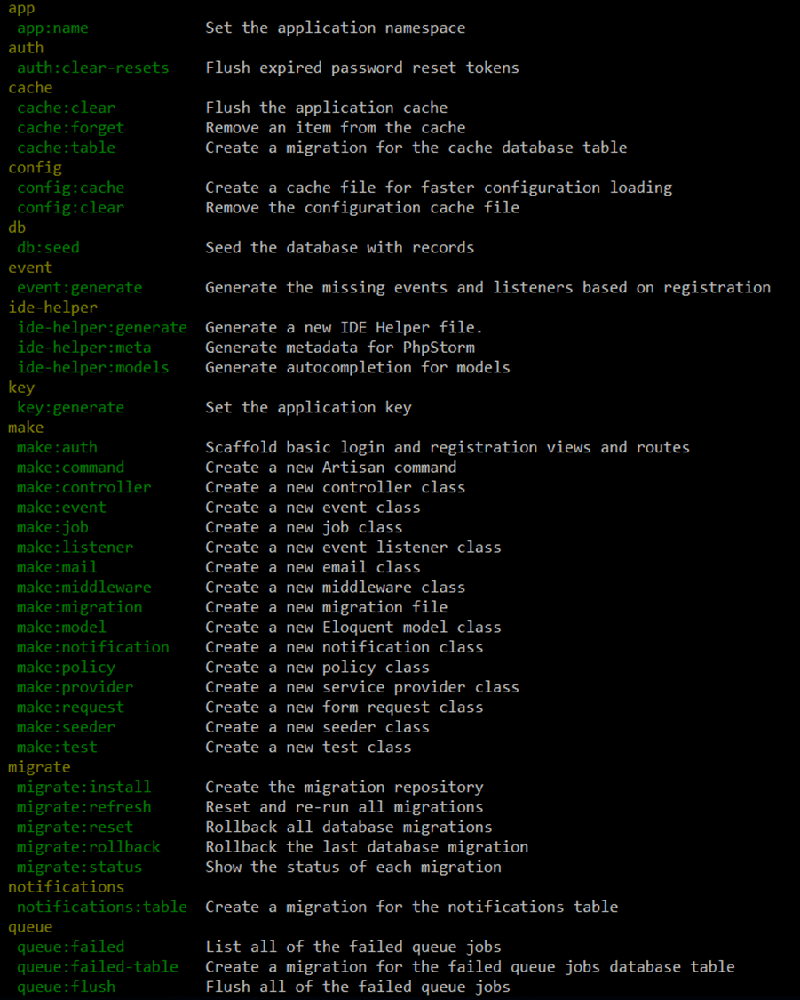 app
app:name Set the application namespace
auth
auth:clear-resets Flush expired password reset tokens
cache
cache:clear Flush the application cache
cache:forget Remove an item from the cache
cache:table Create a migration for the cache database table
config
config:cache Create a cache file for faster configuration loading
config:clear Remove the configuration cache file
db
db:seed Seed the database with records
event
event:generate Generate the missing events and listeners based on registration
ide-helper
ide-helper:generate Generate a new IDE Helper file.
ide-helper:meta Generate metadata for PhpStorm
ide-helper:models Generate autocompletion for models
key
key:generate Set the application key
make
make:auth Scaffold basic login and registration views and routes
make:command Create a new Artisan command
make:controller Create a new controller class
make:event Create a new event class
make:job Create a new job class
make:listener Create a new event listener class
make:mail Create a new email class
make:middleware Create a new middleware class
make:migration Create a new migration file
make:model Create a new Eloquent model class
make:notification Create a new notification class
make:policy Create a new policy class
make:provider Create a new service provider class
make:request Create a new form request class
make:seeder Create a new seeder class
make:test Create a new test class
migrate
migrate:install Create the migration repository
migrate:refresh Reset and re-run all migrations
migrate:reset Rollback all database migrations
migrate:rollback Rollback the last database migration
migrate:status Show the status of each migration
notifications
notifications:table Create a migration for the notifications table
queue
queue:failed List all of the failed queue jobs
queue:failed-table Create a migration for the failed queue jobs database table
queue:flush Flush all of the failed queue jobs